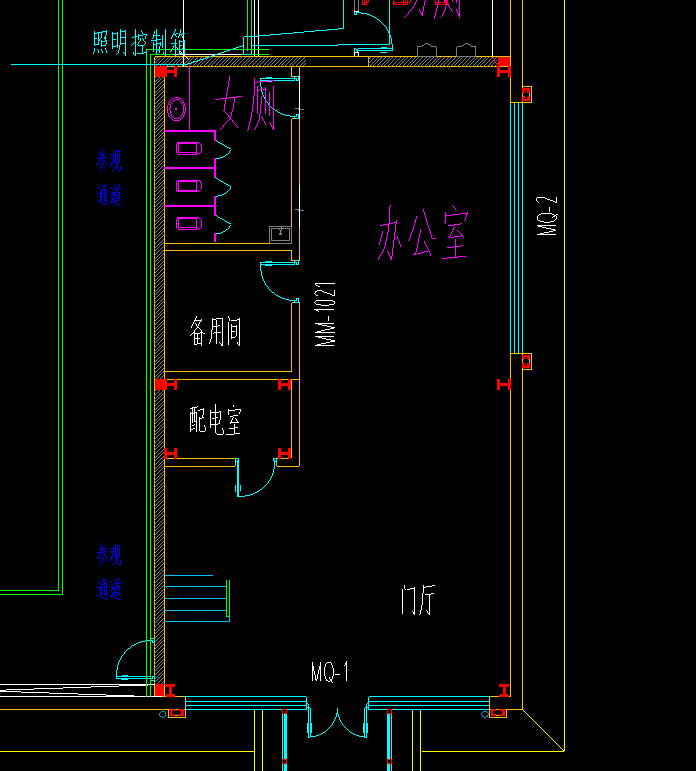 男厕
照明控制箱
女厕
参观
通道
办公室
MQ-2
MM-1021
备用间
配电室
参观
通道
门厅
MQ-1